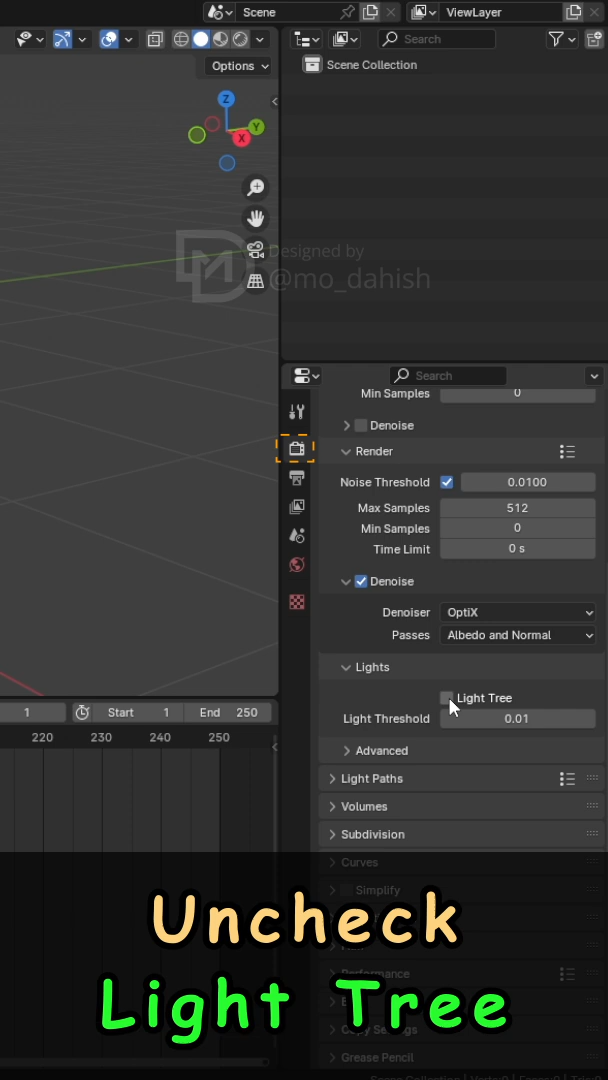 Scene
ViewLayer
Options
Search
Scene Collection
Z
Y
X
Designed by
@mo_dahish
Search
Min Samples 0
Denoise
Render
Noise Threshold 0.0100
Max Samples 512
Min Samples 0
Time Limit 0 s
Denoise
Denoiser OptiX
Passes Albedo and Normal
Lights
Light Tree
1 Start 1 End 250
Light Threshold 0.01
220 230 240 250
Advanced
Light Paths
Volumes
Subdivision
Curves
Simplify
Uncheck
Performance
Light Tree
Grease Pencil